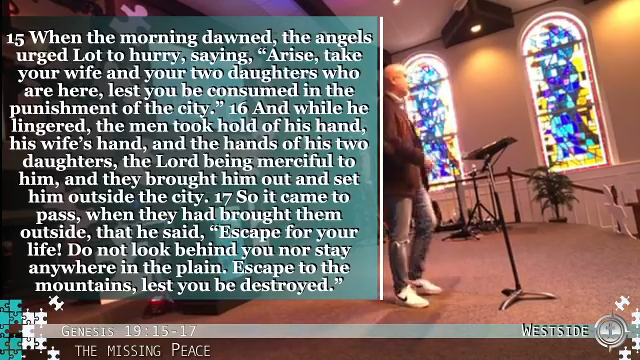 15 When the morning dawned, the angels
urged Lot to hurry, saying, “Arise, take
your wife and your two daughters who
are here, lest you be consumed in the
punishment of the city.” 16 And while he
lingered, the men took hold of his hand,
his wife’s hand, and the hands of his two
daughters, the Lord being merciful to
him, and they brought him out and set
him outside the city. 17 So it came to
pass, when they had brought them
outside, that he said, “Escape for your
life! Do not look behind you nor stay
anywhere in the plain. Escape to the
mountains, lest you be destroyed.”
Genesis 19:15-17
Westside
the missing Peace